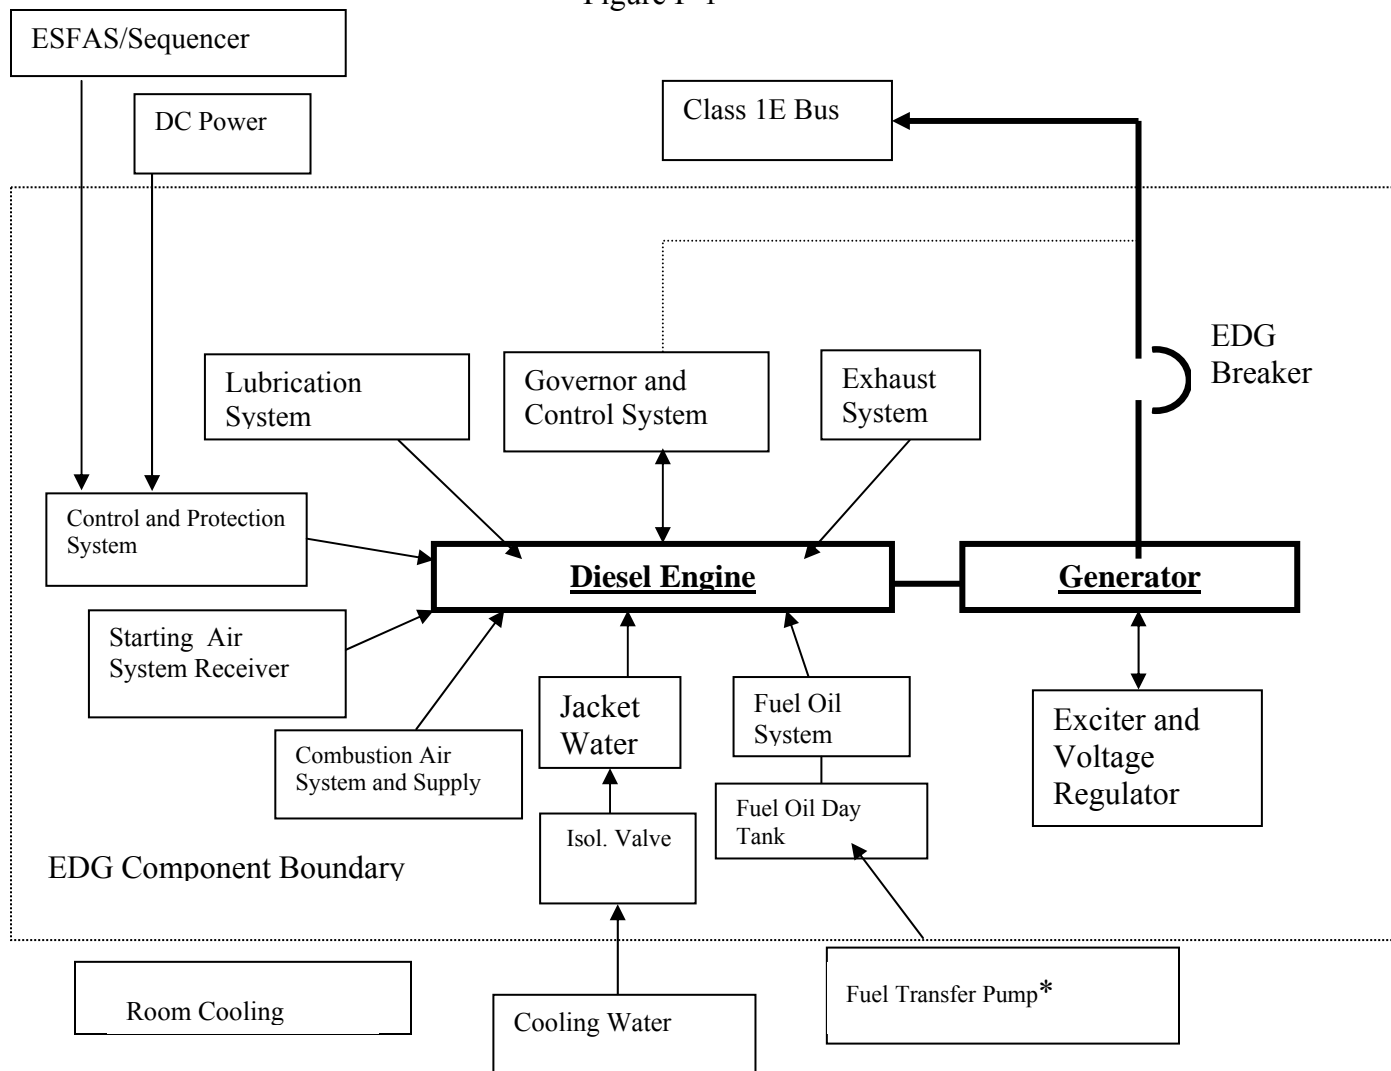 ESFAS/Sequencer
DC Power
Class 1E Bus
EDG
Breaker
Lubrication
System
Governor and
Control System
Exhaust
System
Control and Protection
System
Diesel Engine
Generator
Starting Air
System Receiver
Jacket
Water
Fuel Oil
System
Exciter and
Voltage
Regulator
Combustion Air
System and Supply
Fuel Oil Day
Tank
Isol. Valve
EDG Component Boundary
Room Cooling
Cooling Water
Fuel Transfer Pump*